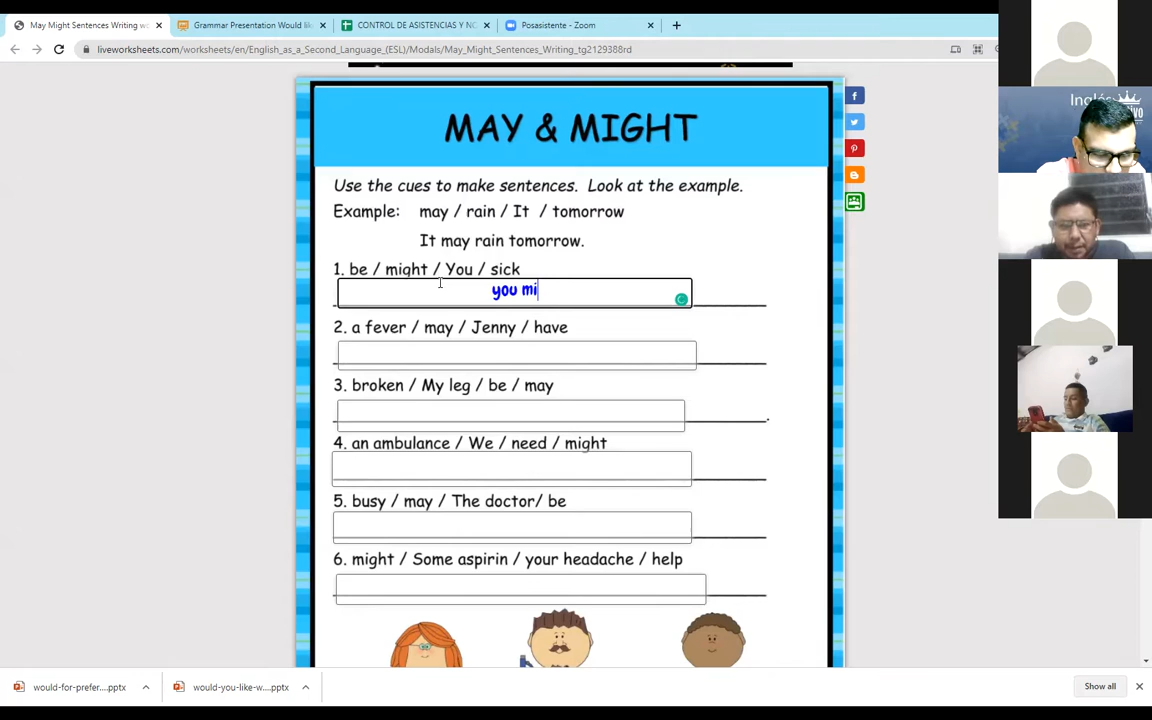 May Might Sentences Writing wo
Grammar Presentation Would lik
CONTROL DE ASISTENCIAS Y NO
Posasistente - Zoom
liveworksheets.com/worksheets/en/English_as_a_Second_Language_(ESL)/Modals/May_Might_Sentences_Writing_tg2129388rd
MAY & MIGHT
Use the cues to make sentences. Look at the example.
Example: may / rain / It / tomorrow
It may rain tomorrow.
1. be / might / You / sick
you mi
2. a fever / may / Jenny / have
3. broken / My leg / be / may
.
4. an ambulance / We / need / might
5. busy / may / The doctor/ be
6. might / Some aspirin / your headache / help
would-for-prefer....pptx
would-you-like-w....pptx
Show all
Inglés